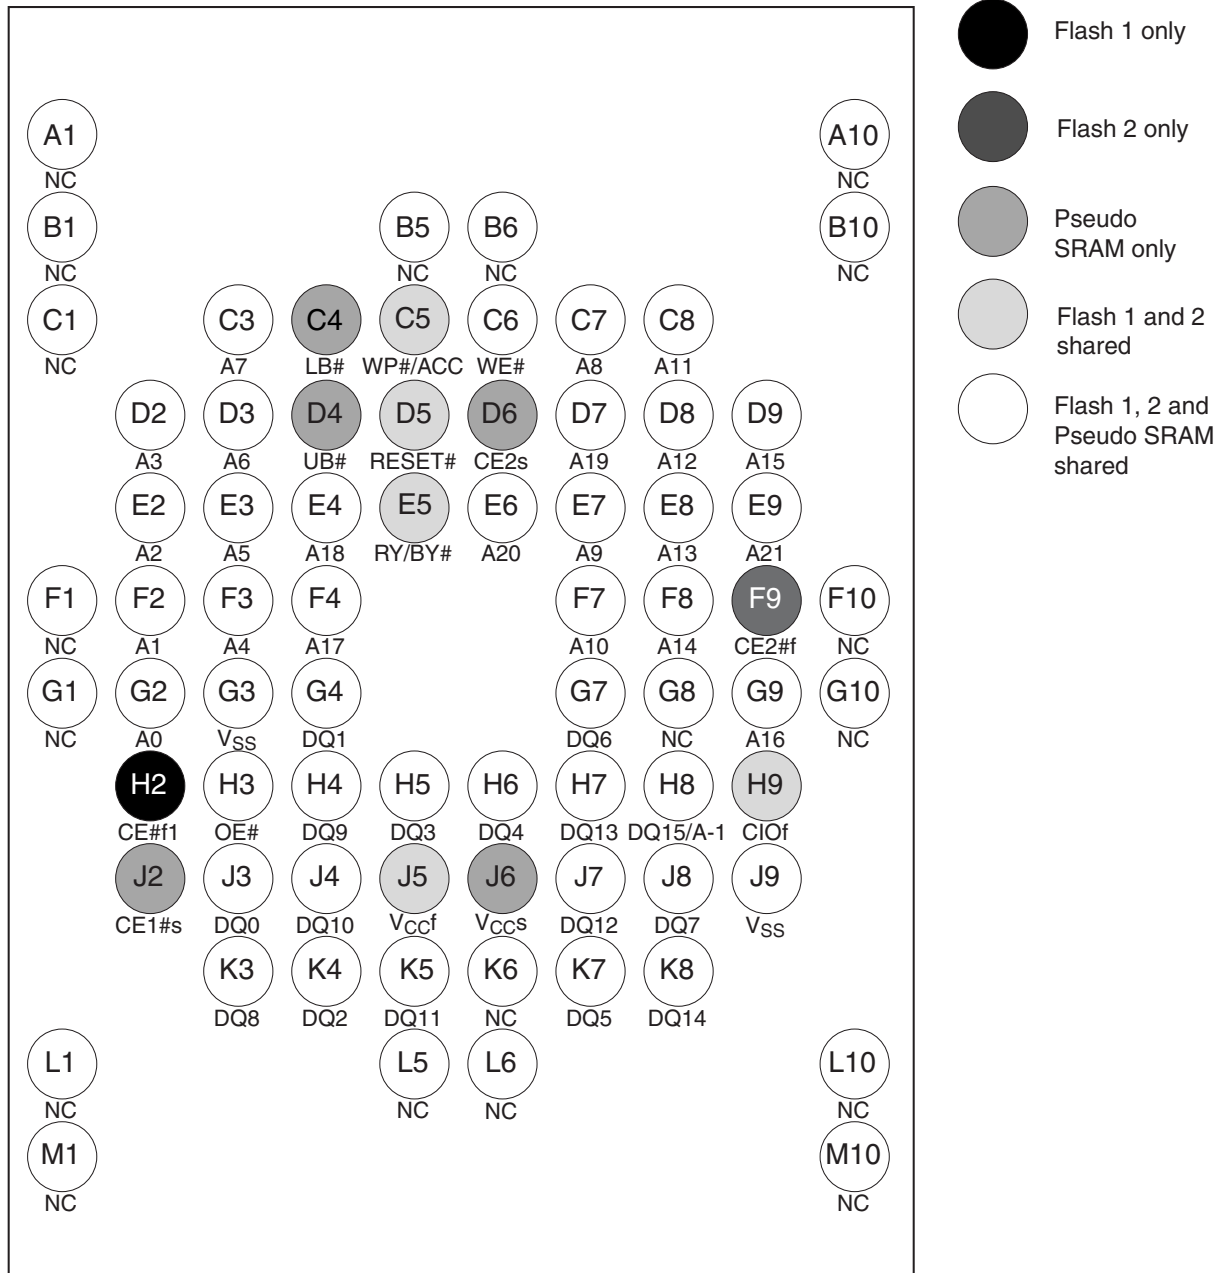 Flash 1 only
Flash 2 only
Pseudo
SRAM only
Flash 1 and 2
shared
Flash 1, 2 and
Pseudo SRAM
shared
A1 A10
NC NC
B1 B5 B6 B10
NC NC NC NC
C1 C3 C4 C5 C6 C7 C8
NC A7 LB# WP#/ACC WE# A8 A11
D2 D3 D4 D5 D6 D7 D8 D9
A3 A6 UB# RESET# CE2s A19 A12 A15
E2 E3 E4 E5 E6 E7 E8 E9
A2 A5 A18 RY/BY# A20 A9 A13 A21
F1 F2 F3 F4 F7 F8 F9 F10
NC A1 A4 A17 A10 A14 CE2#f NC
G1 G2 G3 G4 G7 G8 G9 G10
NC A0 VSS DQ1 DQ6 NC A16 NC
H2 H3 H4 H5 H6 H7 H8 H9
CE#f1 OE# DQ9 DQ3 DQ4 DQ13 DQ15/A-1 CIOf
J2 J3 J4 J5 J6 J7 J8 J9
CE1#s DQ0 DQ10 VCCf VCCs DQ12 DQ7 VSS
K3 K4 K5 K6 K7 K8
DQ8 DQ2 DQ11 NC DQ5 DQ14
L1 L5 L6 L10
NC NC NC NC
M1 M10
NC NC